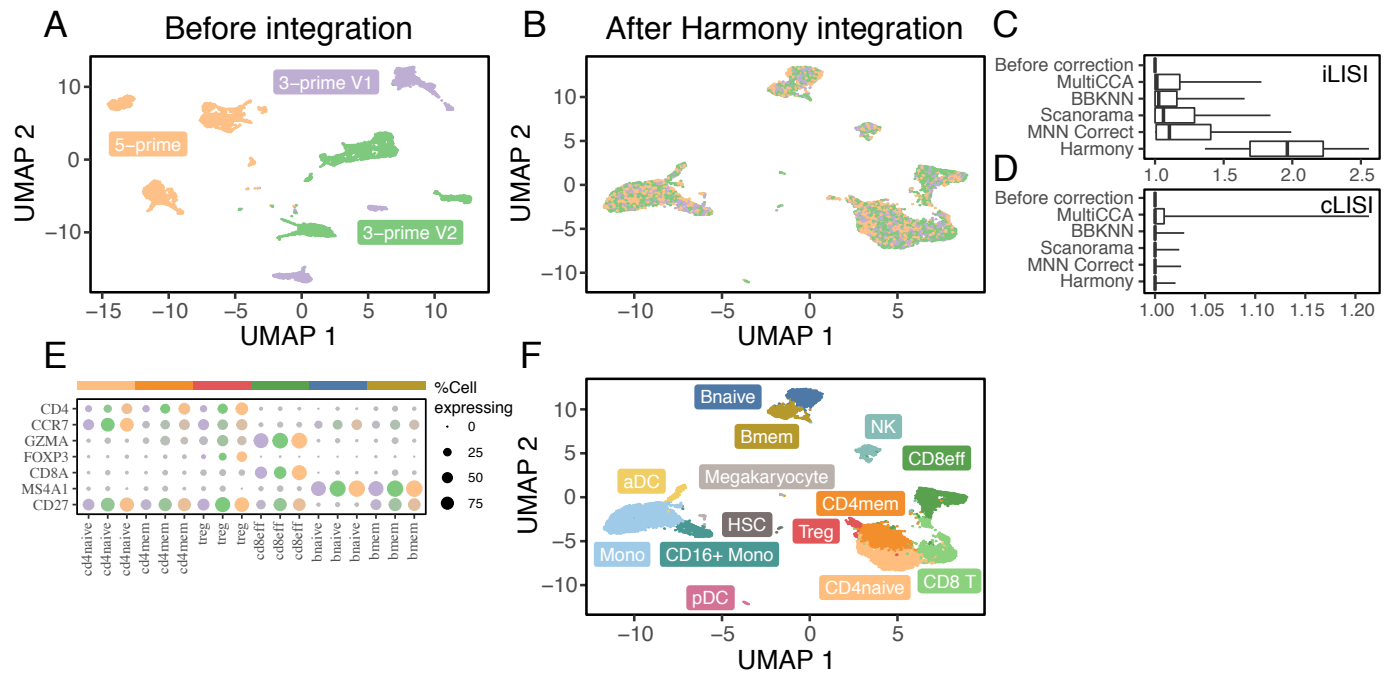 A
Before integration
10
0
−10
UMAP 2
3−prime V1
5−prime
3−prime V2
−15 −10 −5 0 5 10
UMAP 1
B
After Harmony integration
10
5
0
−5
−10
UMAP 2
−10 −5 0 5
UMAP 1
C
iLISI
Before correction
MultiCCA
BBKNN
Scanorama
MNN Correct
Harmony
1.0 1.5 2.0 2.5
D
cLISI
Before correction
MultiCCA
BBKNN
Scanorama
MNN Correct
Harmony
1.00 1.05 1.10 1.15 1.20
E
CD4
CCR7
GZMA
FOXP3
CD8A
MS4A1
CD27
cd4naive
cd4naive
cd4naive
cd4mem
cd4mem
cd4mem
treg
treg
treg
cd8eff
cd8eff
cd8eff
bnaive
bnaive
bnaive
bmem
bmem
bmem
%Cell
expressing
0
25
50
75
F
10
5
0
−5
−10
UMAP 2
Bnaive
Bmem
NK
CD8eff
aDC
Megakaryocyte
CD4mem
HSC
Treg
Mono
CD16+ Mono
CD4naive
CD8 T
pDC
−10 −5 0 5
UMAP 1